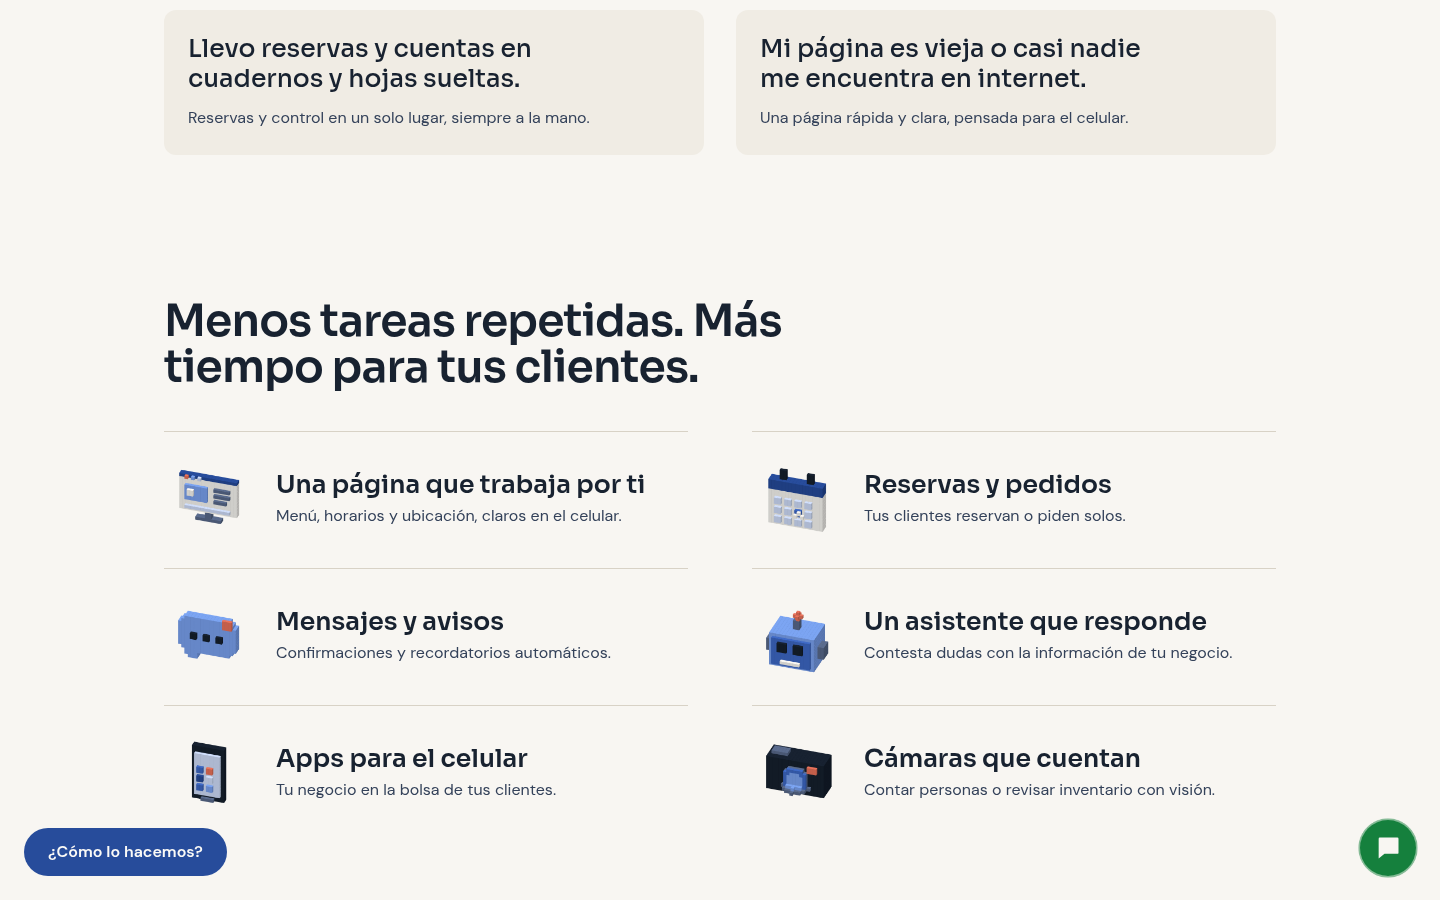 Llevo reservas y cuentas en
cuadernos y hojas sueltas.
Reservas y control en un solo lugar, siempre a la mano.
Mi página es vieja o casi nadie
me encuentra en internet.
Una página rápida y clara, pensada para el celular.
Menos tareas repetidas. Más
tiempo para tus clientes.
Una página que trabaja por ti
Menú, horarios y ubicación, claros en el celular.
Reservas y pedidos
Tus clientes reservan o piden solos.
Mensajes y avisos
Confirmaciones y recordatorios automáticos.
Un asistente que responde
Contesta dudas con la información de tu negocio.
Apps para el celular
Tu negocio en la bolsa de tus clientes.
Cámaras que cuentan
Contar personas o revisar inventario con visión.
¿Cómo lo hacemos?